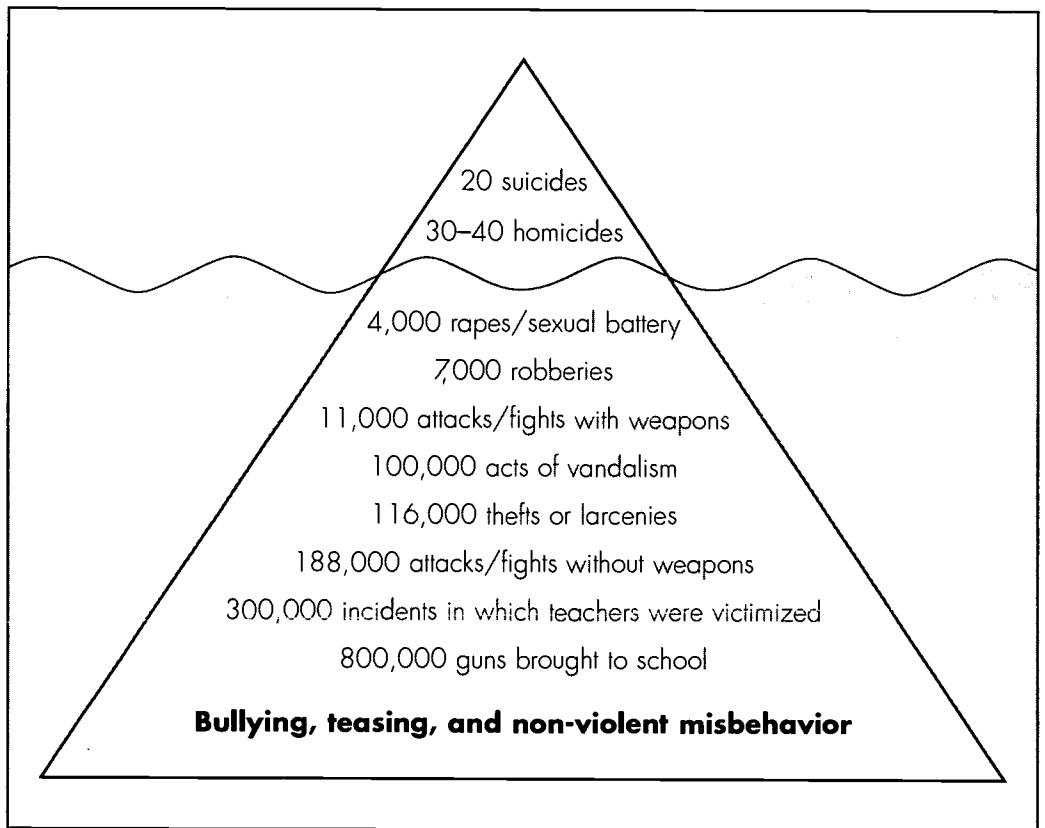 20 suicides
30–40 homicides
4,000 rapes/sexual battery
7,000 robberies
11,000 attacks/fights with weapons
100,000 acts of vandalism
116,000 thefts or larcenies
188,000 attacks/fights without weapons
300,000 incidents in which teachers were victimized
800,000 guns brought to school
Bullying, teasing, and non-violent misbehavior